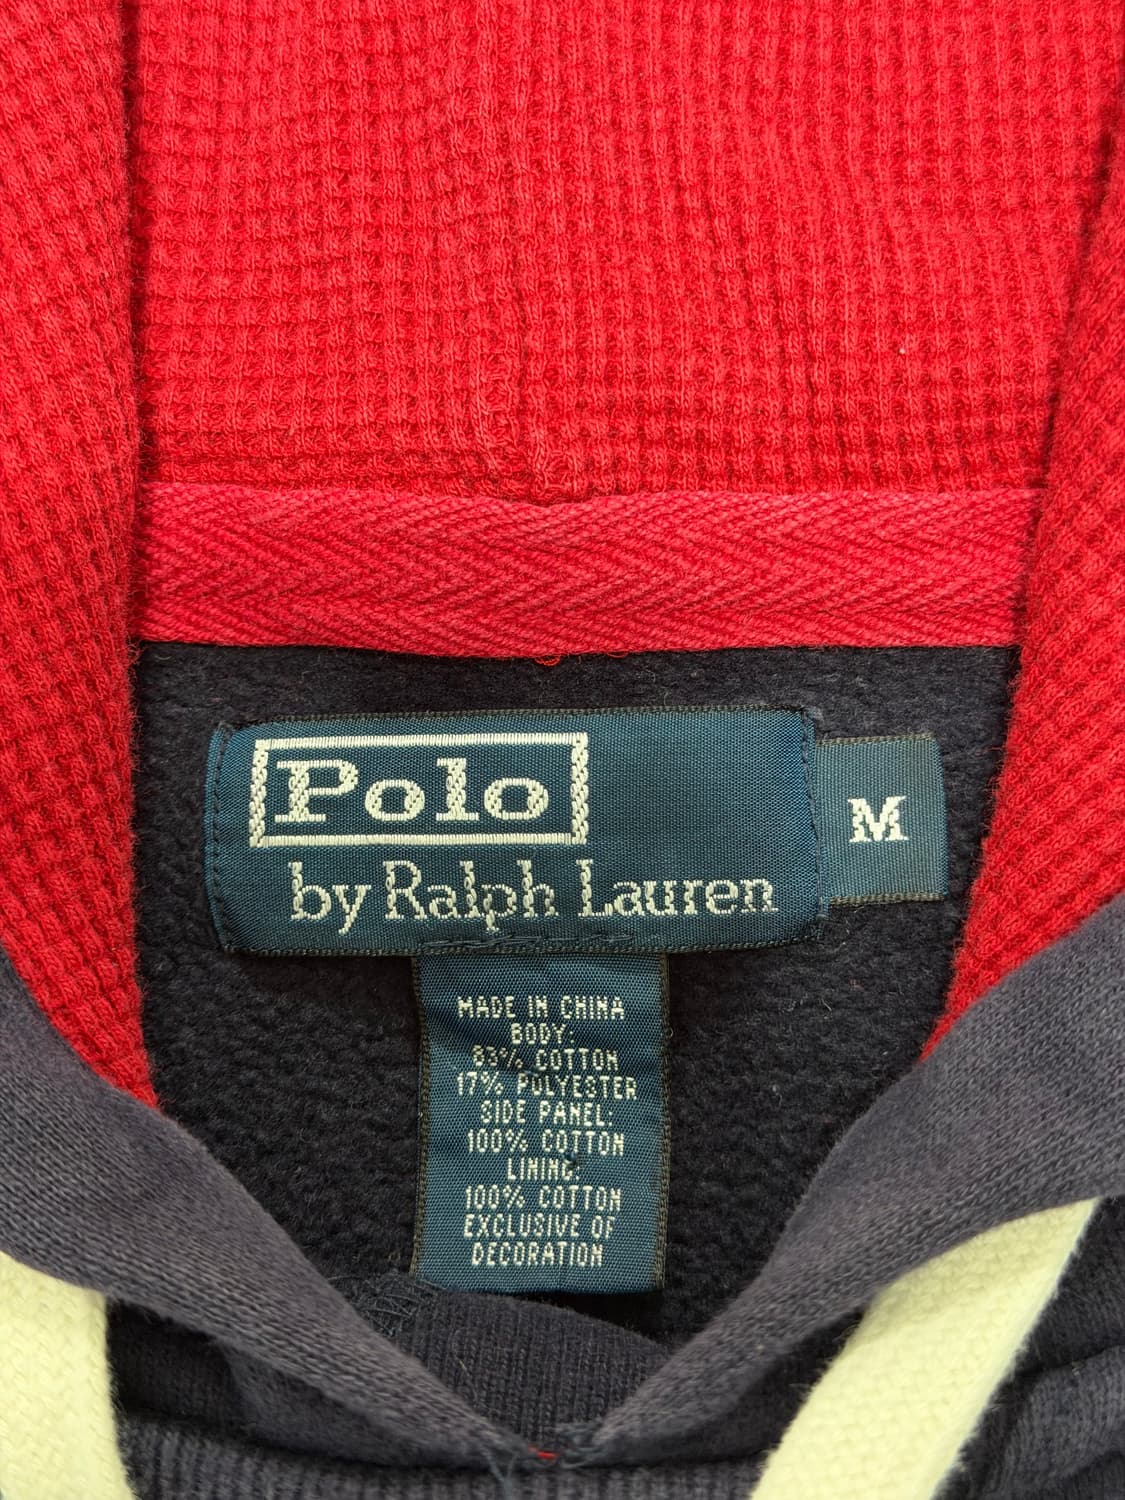 Polo
by Ralph Lauren
M
MADE IN CHINA
BODY:
83% COTTON
17% POLYESTER
SIDE PANEL:
100% COTTON
LINING:
100% COTTON
EXCLUSIVE OF
DECORATION